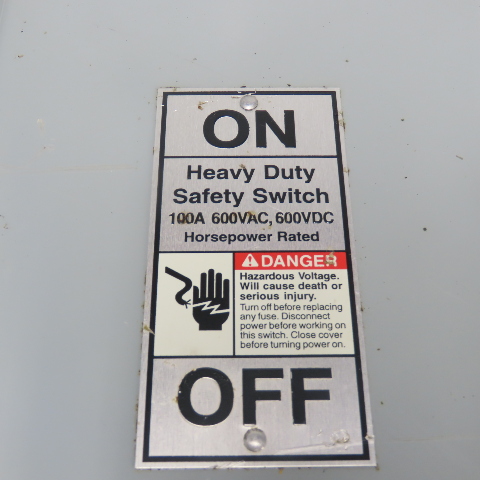 ON
Heavy Duty
Safety Switch
100A 600VAC, 600VDC
Horsepower Rated
DANGER
Hazardous Voltage.
Will cause death or
serious injury.
Turn off before replacing
any fuse. Disconnect
power before working on
this switch. Close cover
before turning power on.
OFF